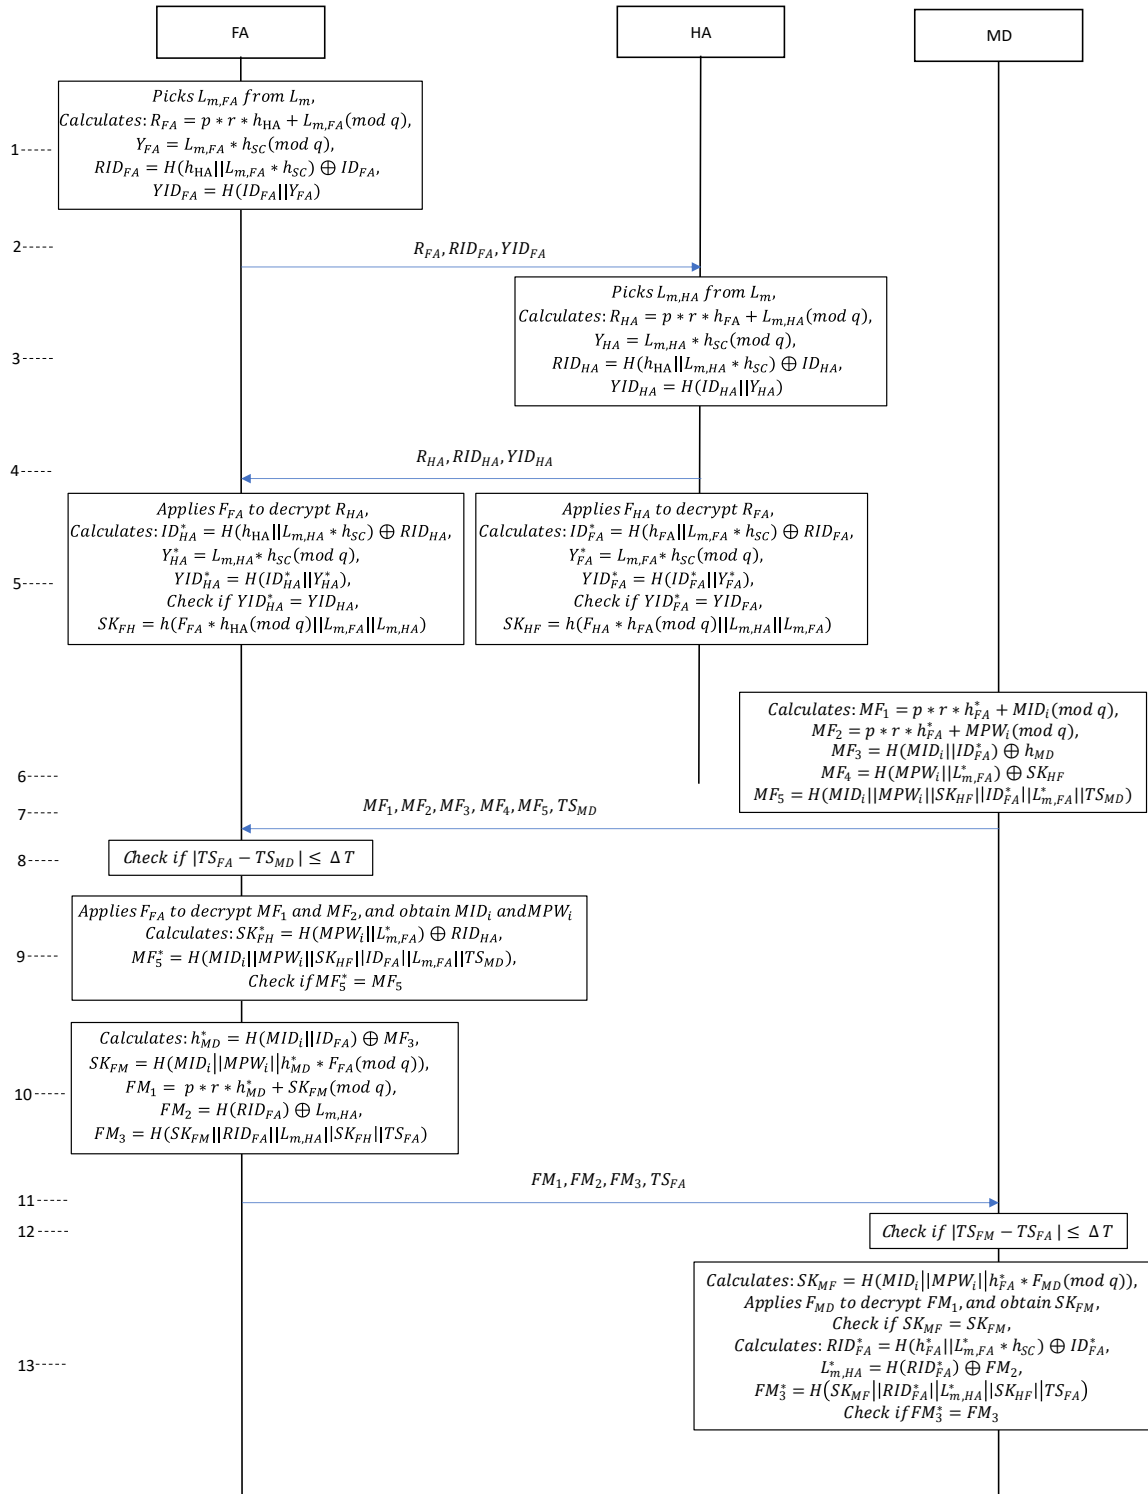 FA
HA
MD
Picks L_{m,FA} from L_m,
Calculates: R_{FA} = p * r * h_{HA} + L_{m,FA}(mod q),
Y_{FA} = L_{m,FA} * h_{SC}(mod q),
RID_{FA} = H(h_{HA}||L_{m,FA} * h_{SC}) ⊕ ID_{FA},
YID_{FA} = H(ID_{FA}||Y_{FA})
1-----
2-----
R_{FA}, RID_{FA}, YID_{FA}
Picks L_{m,HA} from L_m,
Calculates: R_{HA} = p * r * h_{FA} + L_{m,HA}(mod q),
Y_{HA} = L_{m,HA} * h_{SC}(mod q),
RID_{HA} = H(h_{HA}||L_{m,HA} * h_{SC}) ⊕ ID_{HA},
YID_{HA} = H(ID_{HA}||Y_{HA})
3-----
4-----
R_{HA}, RID_{HA}, YID_{HA}
Applies F_{FA} to decrypt R_{HA},
Calculates: ID^*_{HA} = H(h_{HA}||L_{m,HA} * h_{SC}) ⊕ RID_{HA},
Y^*_{HA} = L_{m,HA} * h_{SC}(mod q),
YID^*_{HA} = H(ID^*_{HA}||Y^*_{HA}),
Check if YID^*_{HA} = YID_{HA},
SK_{FH} = h(F_{FA} * h_{HA}(mod q)||L_{m,FA}||L_{m,HA})
Applies F_{HA} to decrypt R_{FA},
Calculates: ID^*_{FA} = H(h_{FA}||L_{m,FA} * h_{SC}) ⊕ RID_{FA},
Y^*_{FA} = L_{m,FA} * h_{SC}(mod q),
YID^*_{FA} = H(ID^*_{FA}||Y^*_{FA}),
Check if YID^*_{FA} = YID_{FA},
SK_{HF} = h(F_{HA} * h_{FA}(mod q)||L_{m,HA}||L_{m,FA})
5-----
Calculates: MF_1 = p * r * h^*_{FA} + MID_i(mod q),
MF_2 = p * r * h^*_{FA} + MPW_i(mod q),
MF_3 = H(MID_i||ID^*_{FA}) ⊕ h_{MD}
MF_4 = H(MPW_i||L^*_{m,FA}) ⊕ SK_{HF}
MF_5 = H(MID_i||MPW_i||SK_{HF}||ID^*_{FA}||L^*_{m,FA}||TS_{MD})
6-----
7-----
MF_1, MF_2, MF_3, MF_4, MF_5, TS_{MD}
8-----
Check if |TS_{FA} − TS_{MD}| ≤ Δ T
Applies F_{FA} to decrypt MF_1 and MF_2, and obtain MID_i andMPW_i
Calculates: SK^*_{FH} = H(MPW_i||L^*_{m,FA}) ⊕ RID_{HA},
MF^*_5 = H(MID_i||MPW_i||SK_{HF}||ID_{FA}||L_{m,FA}||TS_{MD}),
Check if MF^*_5 = MF_5
9-----
Calculates: h^*_{MD} = H(MID_i||ID_{FA}) ⊕ MF_3,
SK_{FM} = H(MID_i||MPW_i||h^*_{MD} * F_{FA}(mod q)),
FM_1 = p * r * h^*_{MD} + SK_{FM}(mod q),
FM_2 = H(RID_{FA}) ⊕ L_{m,HA},
FM_3 = H(SK_{FM}||RID_{FA}||L_{m,HA}||SK_{FH}||TS_{FA})
10-----
11-----
FM_1, FM_2, FM_3, TS_{FA}
12-----
Check if |TS_{FM} − TS_{FA}| ≤ Δ T
Calculates: SK_{MF} = H(MID_i||MPW_i||h^*_{FA} * F_{MD}(mod q)),
Applies F_{MD} to decrypt FM_1, and obtain SK_{FM},
Check if SK_{MF} = SK_{FM},
Calculates: RID^*_{FA} = H(h^*_{FA}||L^*_{m,FA} * h_{SC}) ⊕ ID^*_{FA},
L^*_{m,HA} = H(RID^*_{FA}) ⊕ FM_2,
FM^*_3 = H(SK_{MF}||RID^*_{FA}||L^*_{m,HA}||SK_{HF}||TS_{FA})
Check if FM^*_3 = FM_3
13-----